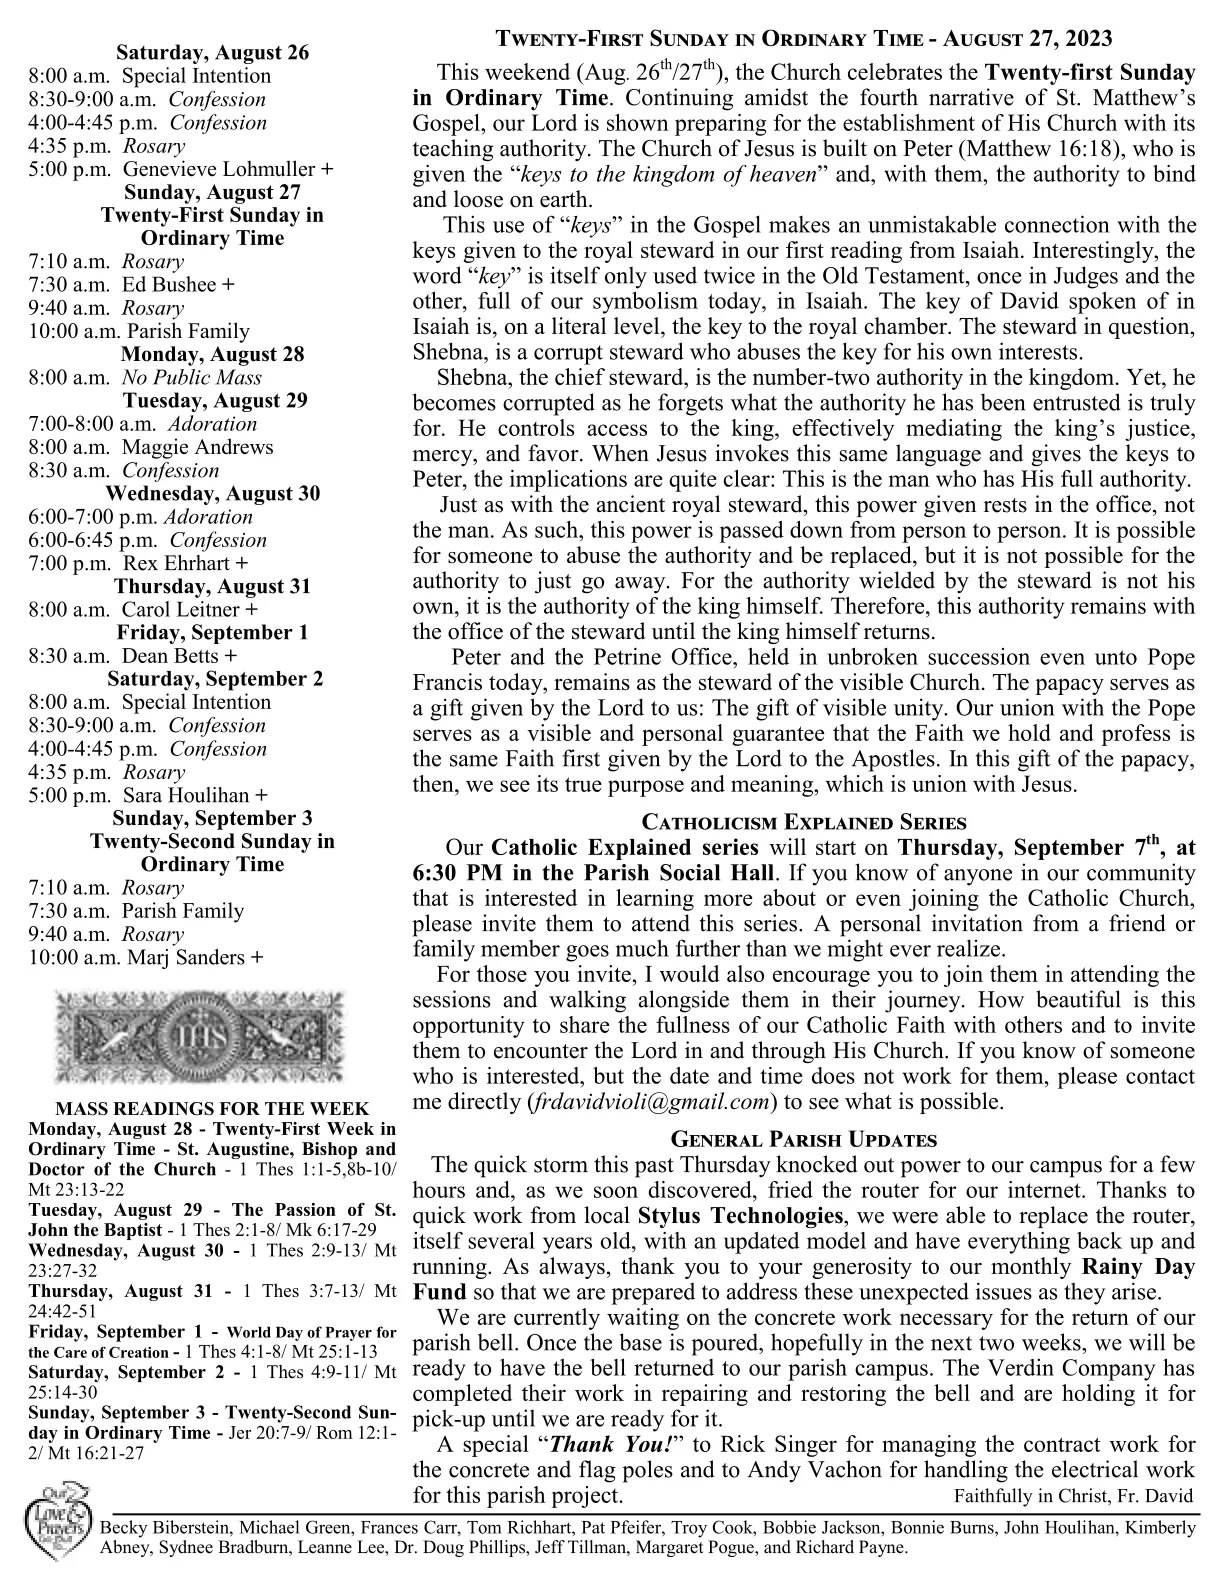 Saturday, August 26
8:00 a.m.  Special Intention
8:30-9:00 a.m.  Confession
4:00-4:45 p.m.  Confession
4:35 p.m.  Rosary
5:00 p.m.  Genevieve Lohmuller +
Sunday, August 27
Twenty-First Sunday in
Ordinary Time
7:10 a.m.  Rosary
7:30 a.m.  Ed Bushee +
9:40 a.m.  Rosary
10:00 a.m. Parish Family
Monday, August 28
8:00 a.m.  No Public Mass
Tuesday, August 29
7:00-8:00 a.m.  Adoration
8:00 a.m.  Maggie Andrews
8:30 a.m.  Confession
Wednesday, August 30
6:00-7:00 p.m. Adoration
6:00-6:45 p.m.  Confession
7:00 p.m.  Rex Ehrhart +
Thursday, August 31
8:00 a.m.  Carol Leitner +
Friday, September 1
8:30 a.m.  Dean Betts +
Saturday, September 2
8:00 a.m.  Special Intention
8:30-9:00 a.m.  Confession
4:00-4:45 p.m.  Confession
4:35 p.m.  Rosary
5:00 p.m.  Sara Houlihan +
Sunday, September 3
Twenty-Second Sunday in
Ordinary Time
7:10 a.m.  Rosary
7:30 a.m.  Parish Family
9:40 a.m.  Rosary
10:00 a.m. Marj Sanders +
IHS
MASS READINGS FOR THE WEEK
Monday, August 28 - Twenty-First Week in
Ordinary Time - St. Augustine, Bishop and
Doctor of the Church - 1 Thes 1:1-5,8b-10/
Mt 23:13-22
Tuesday, August 29 - The Passion of St.
John the Baptist - 1 Thes 2:1-8/ Mk 6:17-29
Wednesday, August 30 - 1 Thes 2:9-13/ Mt
23:27-32
Thursday, August 31 - 1 Thes 3:7-13/ Mt
24:42-51
Friday, September 1 - World Day of Prayer for
the Care of Creation - 1 Thes 4:1-8/ Mt 25:1-13
Saturday, September 2 - 1 Thes 4:9-11/ Mt
25:14-30
Sunday, September 3 - Twenty-Second Sun-
day in Ordinary Time - Jer 20:7-9/ Rom 12:1-
2/ Mt 16:21-27
Twenty-First Sunday in Ordinary Time - August 27, 2023
This weekend (Aug. 26th/27th), the Church celebrates the Twenty-first Sunday
in Ordinary Time. Continuing amidst the fourth narrative of St. Matthew's
Gospel, our Lord is shown preparing for the establishment of His Church with its
teaching authority. The Church of Jesus is built on Peter (Matthew 16:18), who is
given the "keys to the kingdom of heaven" and, with them, the authority to bind
and loose on earth.
This use of "keys" in the Gospel makes an unmistakable connection with the
keys given to the royal steward in our first reading from Isaiah. Interestingly, the
word "key" is itself only used twice in the Old Testament, once in Judges and the
other, full of our symbolism today, in Isaiah. The key of David spoken of in
Isaiah is, on a literal level, the key to the royal chamber. The steward in question,
Shebna, is a corrupt steward who abuses the key for his own interests.
Shebna, the chief steward, is the number-two authority in the kingdom. Yet, he
becomes corrupted as he forgets what the authority he has been entrusted is truly
for. He controls access to the king, effectively mediating the king's justice,
mercy, and favor. When Jesus invokes this same language and gives the keys to
Peter, the implications are quite clear: This is the man who has His full authority.
Just as with the ancient royal steward, this power given rests in the office, not
the man. As such, this power is passed down from person to person. It is possible
for someone to abuse the authority and be replaced, but it is not possible for the
authority to just go away. For the authority wielded by the steward is not his
own, it is the authority of the king himself. Therefore, this authority remains with
the office of the steward until the king himself returns.
Peter and the Petrine Office, held in unbroken succession even unto Pope
Francis today, remains as the steward of the visible Church. The papacy serves as
a gift given by the Lord to us: The gift of visible unity. Our union with the Pope
serves as a visible and personal guarantee that the Faith we hold and profess is
the same Faith first given by the Lord to the Apostles. In this gift of the papacy,
then, we see its true purpose and meaning, which is union with Jesus.
Catholicism Explained Series
Our Catholic Explained series will start on Thursday, September 7th, at
6:30 PM in the Parish Social Hall. If you know of anyone in our community
that is interested in learning more about or even joining the Catholic Church,
please invite them to attend this series. A personal invitation from a friend or
family member goes much further than we might ever realize.
For those you invite, I would also encourage you to join them in attending the
sessions and walking alongside them in their journey. How beautiful is this
opportunity to share the fullness of our Catholic Faith with others and to invite
them to encounter the Lord in and through His Church. If you know of someone
who is interested, but the date and time does not work for them, please contact
me directly (frdavidvioli@gmail.com) to see what is possible.
General Parish Updates
The quick storm this past Thursday knocked out power to our campus for a few
hours and, as we soon discovered, fried the router for our internet. Thanks to
quick work from local Stylus Technologies, we were able to replace the router,
itself several years old, with an updated model and have everything back up and
running. As always, thank you to your generosity to our monthly Rainy Day
Fund so that we are prepared to address these unexpected issues as they arise.
We are currently waiting on the concrete work necessary for the return of our
parish bell. Once the base is poured, hopefully in the next two weeks, we will be
ready to have the bell returned to our parish campus. The Verdin Company has
completed their work in repairing and restoring the bell and are holding it for
pick-up until we are ready for it.
A special "Thank You!" to Rick Singer for managing the contract work for
the concrete and flag poles and to Andy Vachon for handling the electrical work
for this parish project. Faithfully in Christ, Fr. David
Our
Love &
Prayers
Becky Biberstein, Michael Green, Frances Carr, Tom Richhart, Pat Pfeifer, Troy Cook, Bobbie Jackson, Bonnie Burns, John Houlihan, Kimberly
Abney, Sydnee Bradburn, Leanne Lee, Dr. Doug Phillips, Jeff Tillman, Margaret Pogue, and Richard Payne.